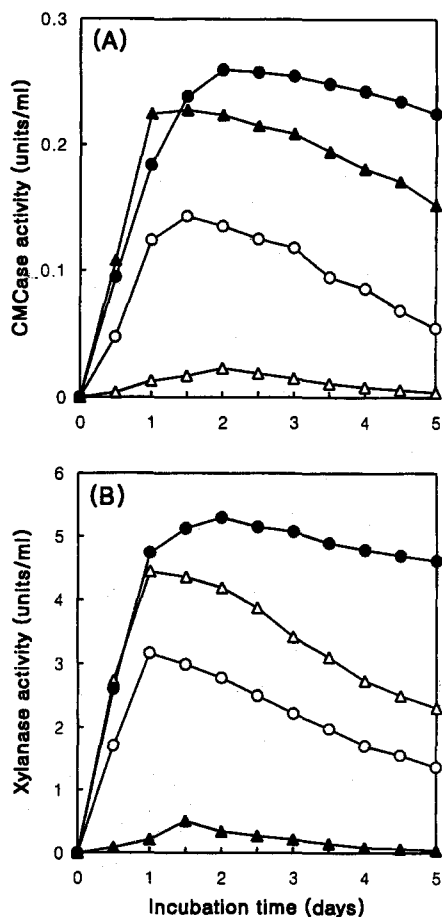 (A)
0.3
0.2
0.1
0
CMCase activity (units/ml)
0 1 2 3 4 5
(B)
6
5
4
3
2
1
0
Xylanase activity (units/ml)
0 1 2 3 4 5
Incubation time (days)